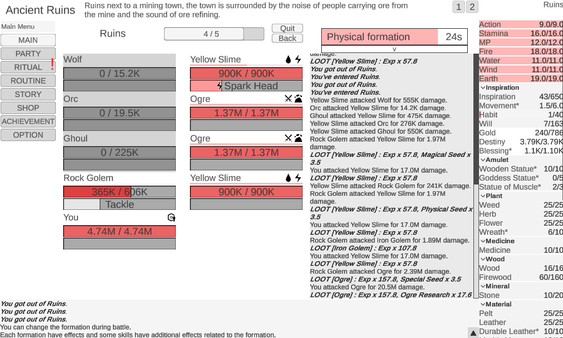 Ancient Ruins
Ruins next to a mining town, the town is surrounded by the noise of people carrying ore from
the mine and the sound of ore refining.
1 2 Ruins
Main Menu
MAIN
PARTY
RITUAL
ROUTINE
STORY
SHOP
ACHIEVEMENT
OPTION
Ruins
4 / 5
Quit
Back
Wolf
0 / 15.2K
Orc
0 / 19.5K
Ghoul
0 / 225K
Rock Golem
365K / 606K
Tackle
You
4.74M / 4.74M
Yellow Slime
900K / 900K
Spark Head
Ogre
1.37M / 1.37M
Ogre
1.37M / 1.37M
Yellow Slime
900K / 900K
Physical formation 24s
v
damage.
LOOT [Yellow Slime] : Exp x 57.8
You got out of Ruins.
You've entered Ruins.
You got out of Ruins.
You've entered Ruins.
Yellow Slime attacked Wolf for 555K damage.
Yellow Slime attacked Orc for 276K damage.
Ghoul attacked Yellow Slime for 475K damage.
Yellow Slime attacked Ghoul for 550K damage.
Rock Golem attacked Yellow Slime for 1.97M
damage.
LOOT [Yellow Slime] : Exp x 57.8, Magical Seed x
3.5
You attacked Yellow Slime for 17.0M damage.
LOOT [Yellow Slime] : Exp x 57.8
Yellow Slime attacked Rock Golem for 241K damage.
Rock Golem attacked Yellow Slime for 1.97M
damage.
LOOT [Yellow Slime] : Exp x 57.8, Physical Seed x
3.5
You attacked Yellow Slime for 17.0M damage.
LOOT [Yellow Slime] : Exp x 57.8
Rock Golem attacked Iron Golem for 1.89M damage.
LOOT [Iron Golem] : Exp x 107.8
You attacked Yellow Slime for 17.0M damage.
LOOT [Yellow Slime] : Exp x 57.8
Rock Golem attacked Ogre for 2.39M damage.
LOOT [Ogre] : Exp x 157.8, Special Seed x 3.5
You attacked Ogre for 20.5M damage.
LOOT [Ogre] : Exp x 157.8, Ogre Research x 17.6
Action 9.0/9.0
Stamina 16.0/16.0
MP 12.0/12.0
Fire 11.0/11.0
Water 11.0/11.0
Wind 11.0/11.0
Earth 19.0/19.0
Inspiration
Inspiration 43/650
Movement* 1.5/6.0
Habit 1/40
Will 7/163
Gold 240/786
Destiny 3.79K/3.79K
Blessing* 1.1K/1.10K
Amulet
Wooden Statue* 10/10
Goddess Statue* 0/5
Statue of Muscle* 2/3
Plant
Weed 25/25
Herb 25/25
Flower 25/25
Wreath* 6/10
Medicine
Medicine 10/10
Wood
Wood 16/16
Firewood 60/160
Mineral
Stone 10/20
Material
Pelt 25/25
Leather 25/25
Durable Leather* 10/10
You got out of Ruins.
You got out of Ruins.
You got out of Ruins.
You can change the formation during battle.
Each formation have effects and some skills have additional effects related to the formation.